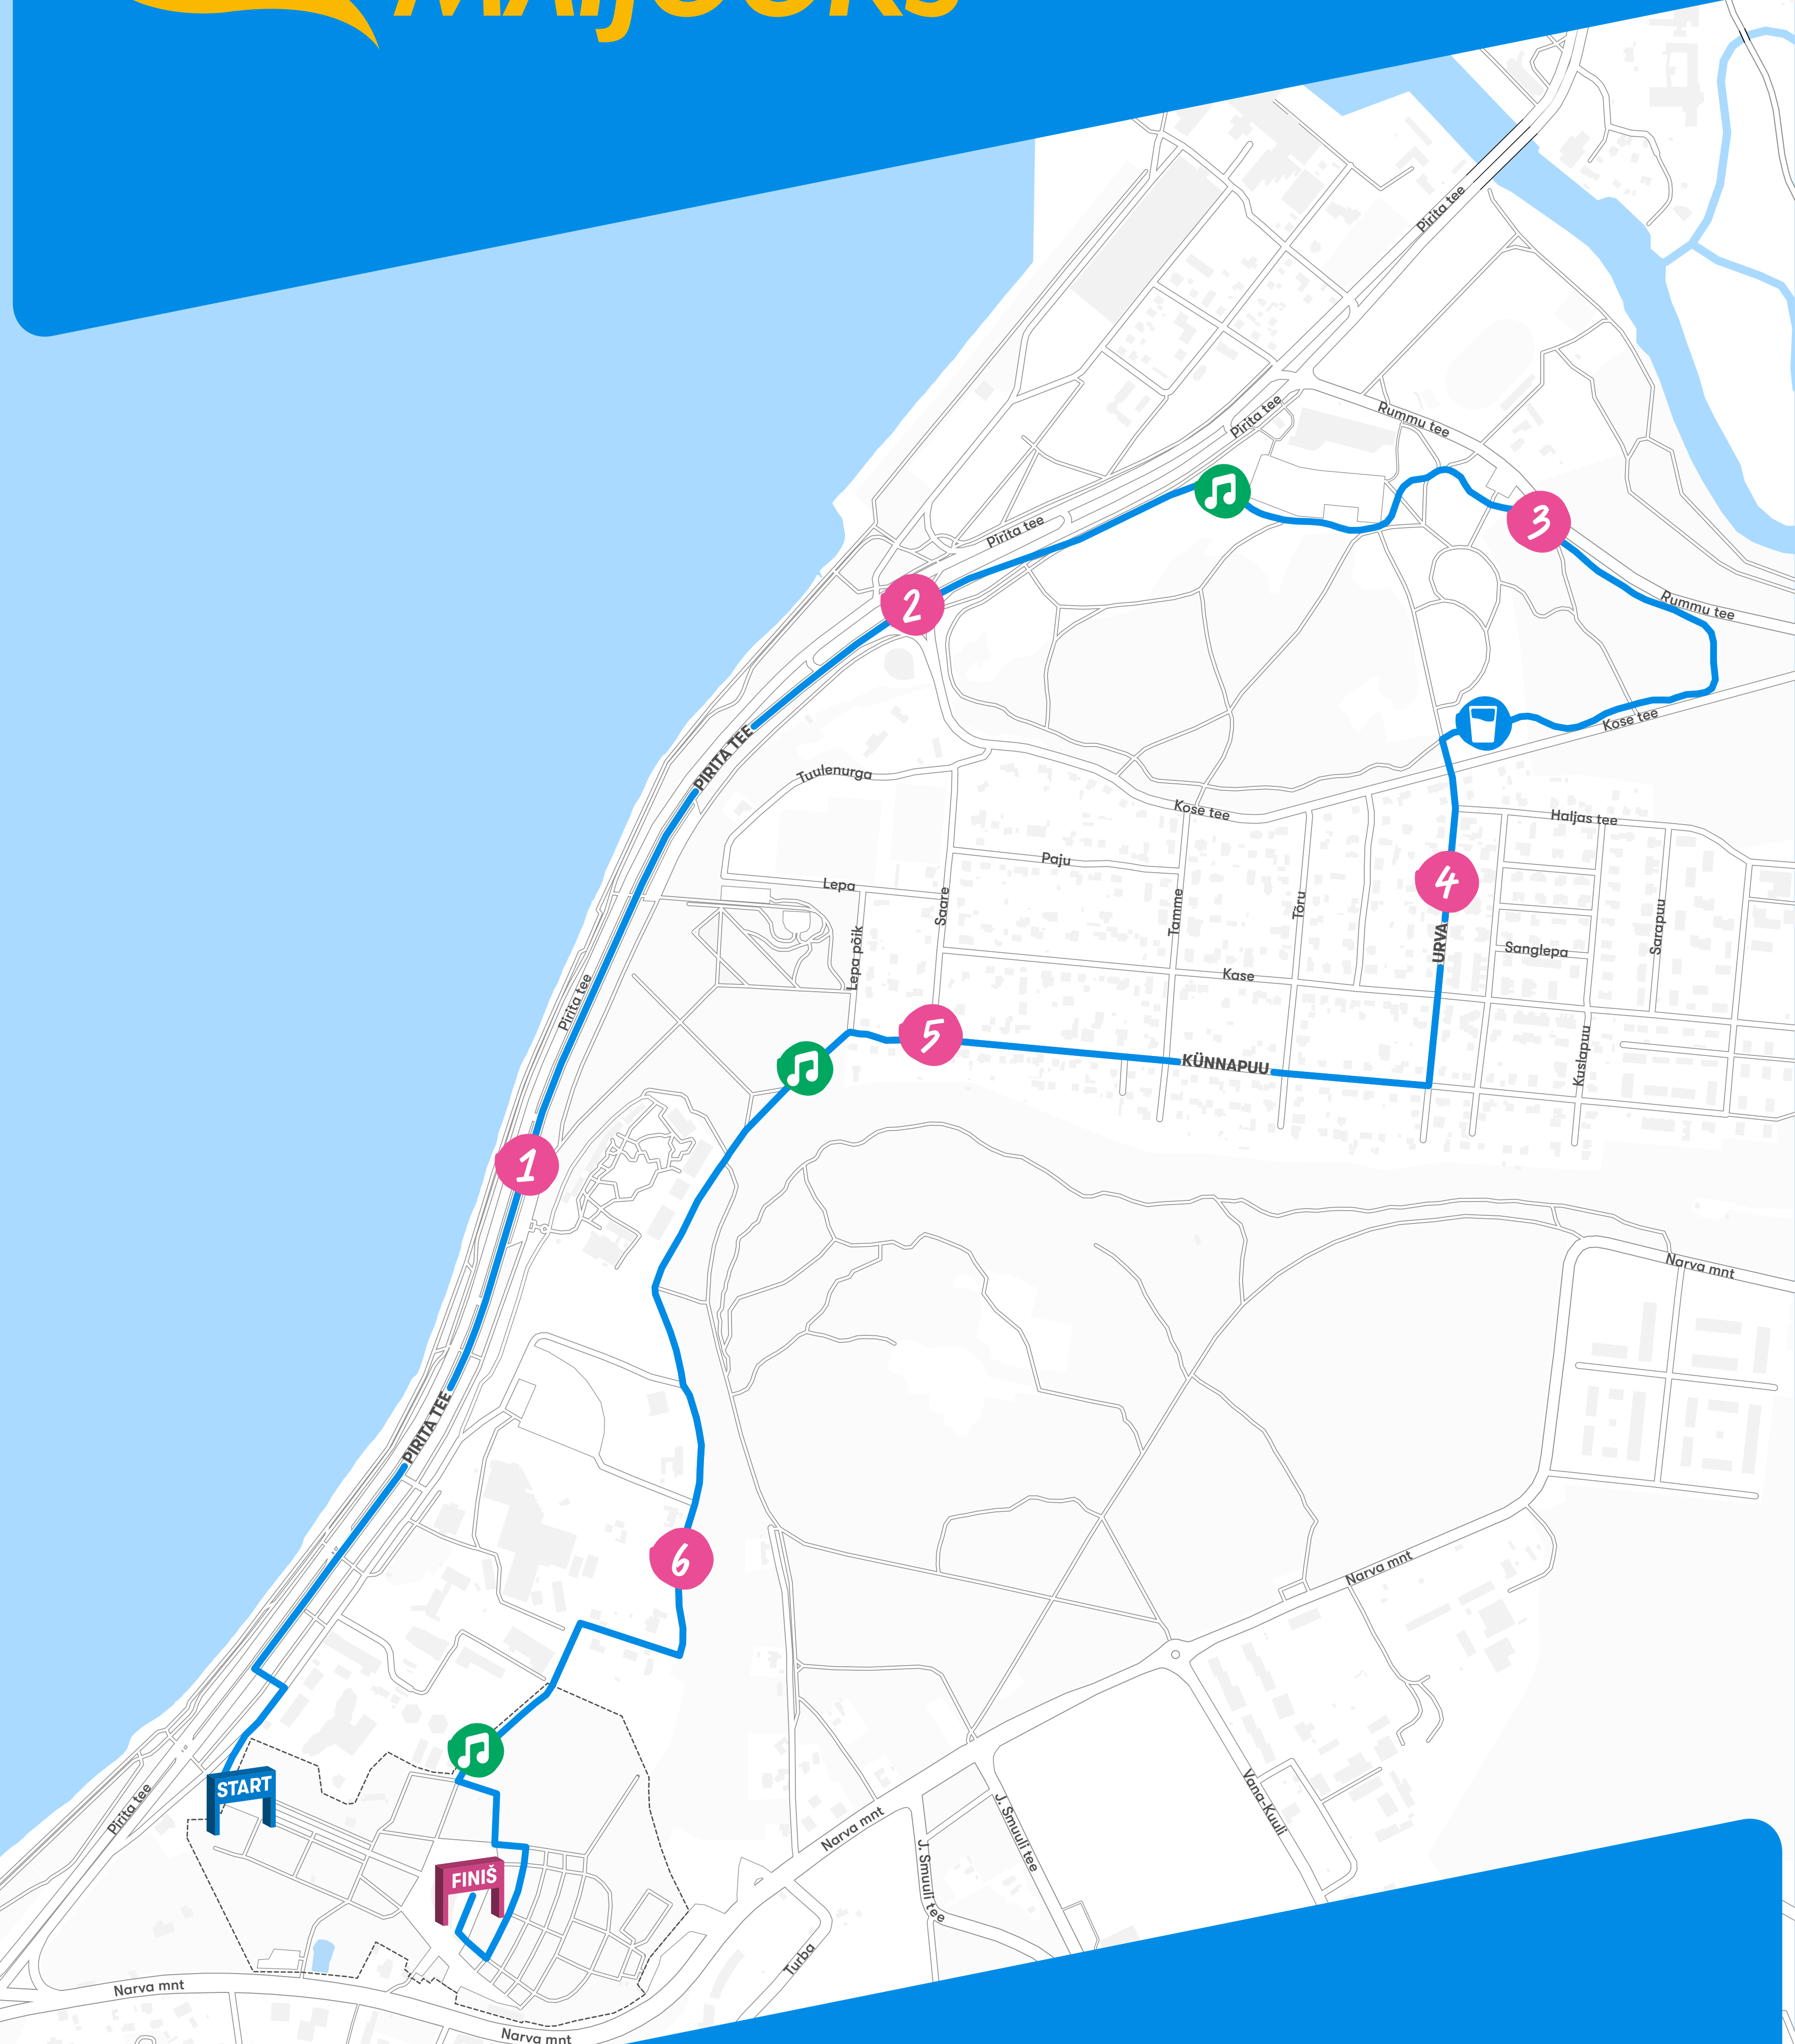 MAIJOOKS
Pirita tee
Rummu tee
Pirita tee
Pirita tee
3
2
Rummu tee
Kose tee
PIRITA TEE
Tuulenurga
Kose tee
Haljas tee
Paju
Lepa
4
Saare
Tamme
Tõru
Sarapuu
URVA
Sanglepa
Lepa põik
Kase
Pirita tee
5
KÜNNAPUU
Kuslapuu
1
Narva mnt
PIRITA TEE
6
Narva mnt
START
Pirita tee
Vana-Kuuli
Narva mnt
J. Smuuli tee
J. Smuuli tee
FINIŠ
Turba
Narva mnt
Narva mnt